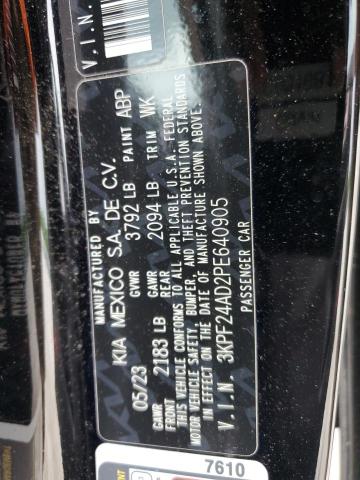 V.I.N.
MANUFACTURED BY
KIA MEXICO S.A. DE C.V.
05/23 GVWR 3792 LB PAINT ABP
GAWR FRONT 2183 LB GAWR REAR 2094 LB TRIM WK
THIS VEHICLE CONFORMS TO ALL APPLICABLE U.S.A. FEDERAL
MOTOR VEHICLE SAFETY, BUMPER, AND THEFT PREVENTION STANDARDS
IN EFFECT ON THE DATE OF MANUFACTURE SHOWN ABOVE.
V.I.N. 3KPF24AD2PE640905
PASSENGER CAR
7610